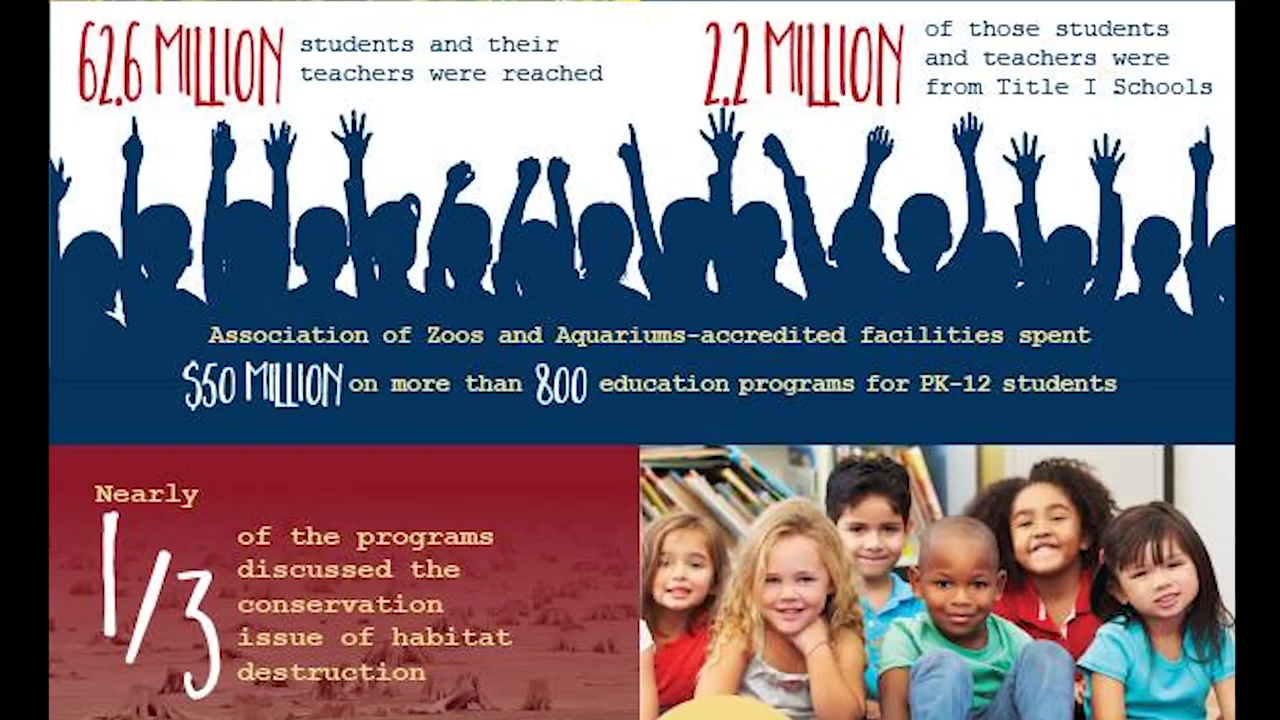 62.6 MILLION students and their
teachers were reached
2.2 MILLION of those students
and teachers were
from Title I Schools
Association of Zoos and Aquariums-accredited facilities spent
$50 MILLION on more than 800 education programs for PK-12 students
Nearly
1/3 of the programs
discussed the
conservation
issue of habitat
destruction